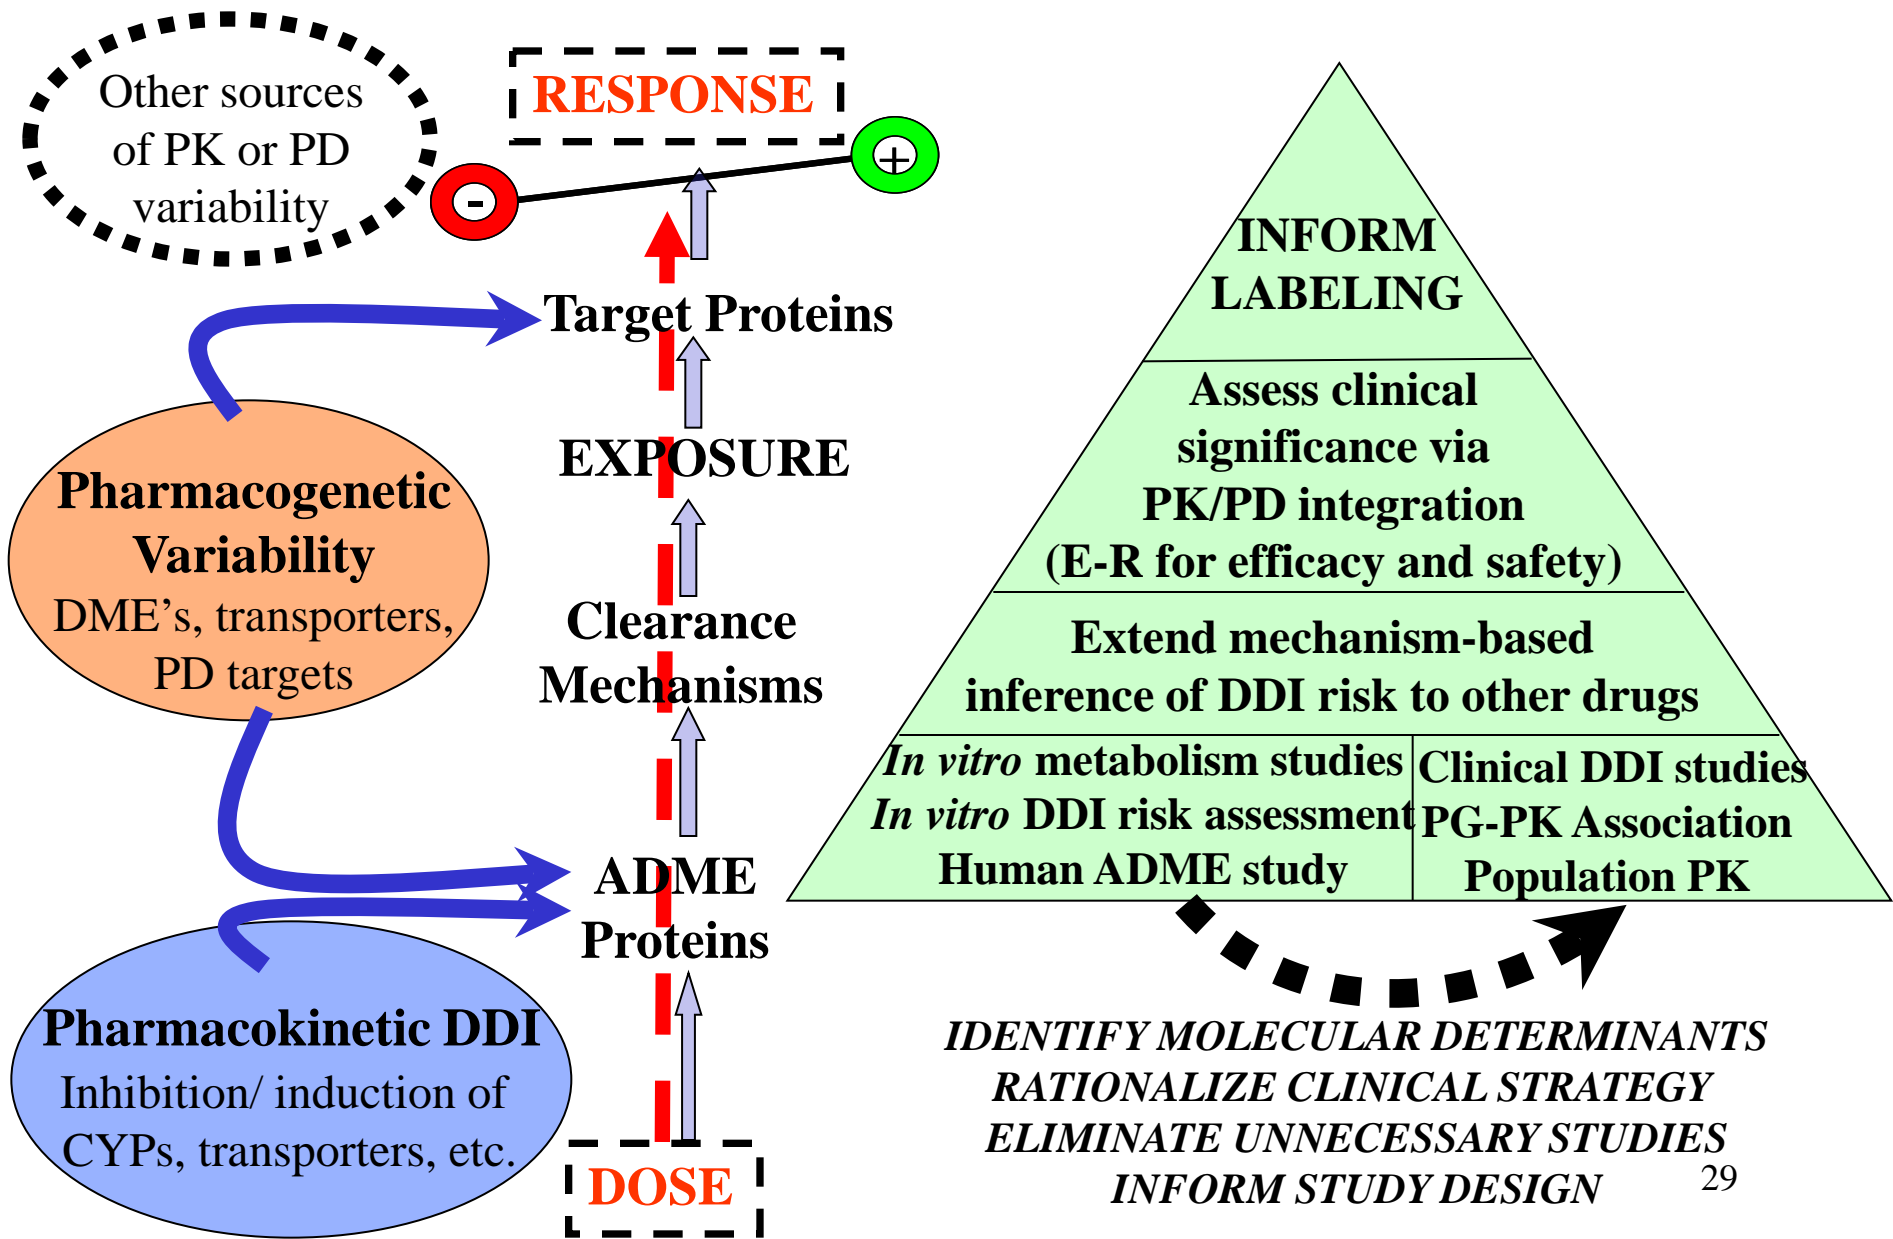 Other sources
of PK or PD
variability
RESPONSE
-
+
Target Proteins
EXPOSURE
Clearance
Mechanisms
ADME
Proteins
DOSE
Pharmacogenetic
Variability
DME’s, transporters,
PD targets
Pharmacokinetic DDI
Inhibition/ induction of
CYPs, transporters, etc.
INFORM
LABELING
Assess clinical
significance via
PK/PD integration
(E-R for efficacy and safety)
Extend mechanism-based
inference of DDI risk to other drugs
In vitro metabolism studies
In vitro DDI risk assessment
Human ADME study
Clinical DDI studies
PG-PK Association
Population PK
IDENTIFY MOLECULAR DETERMINANTS
RATIONALIZE CLINICAL STRATEGY
ELIMINATE UNNECESSARY STUDIES
INFORM STUDY DESIGN
29